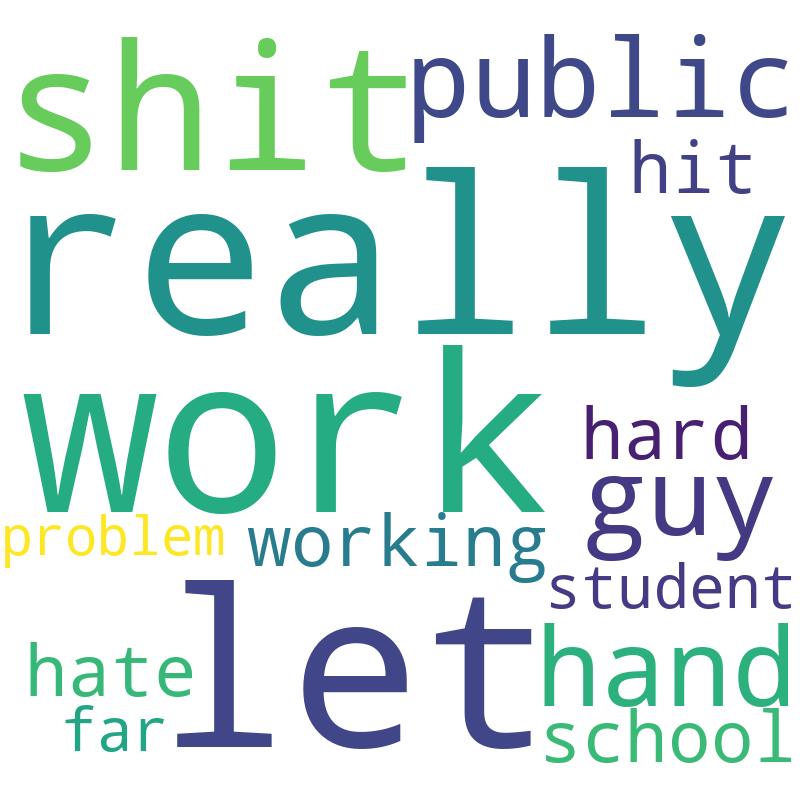 shit public
hit
really
work
hard
guy
problem working
student
let
hate hand
far school